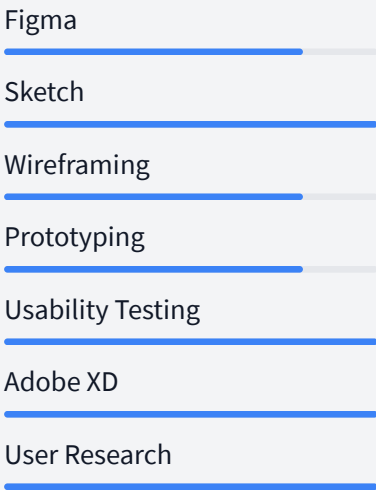 Figma
Sketch
Wireframing
Prototyping
Usability Testing
Adobe XD
User Research